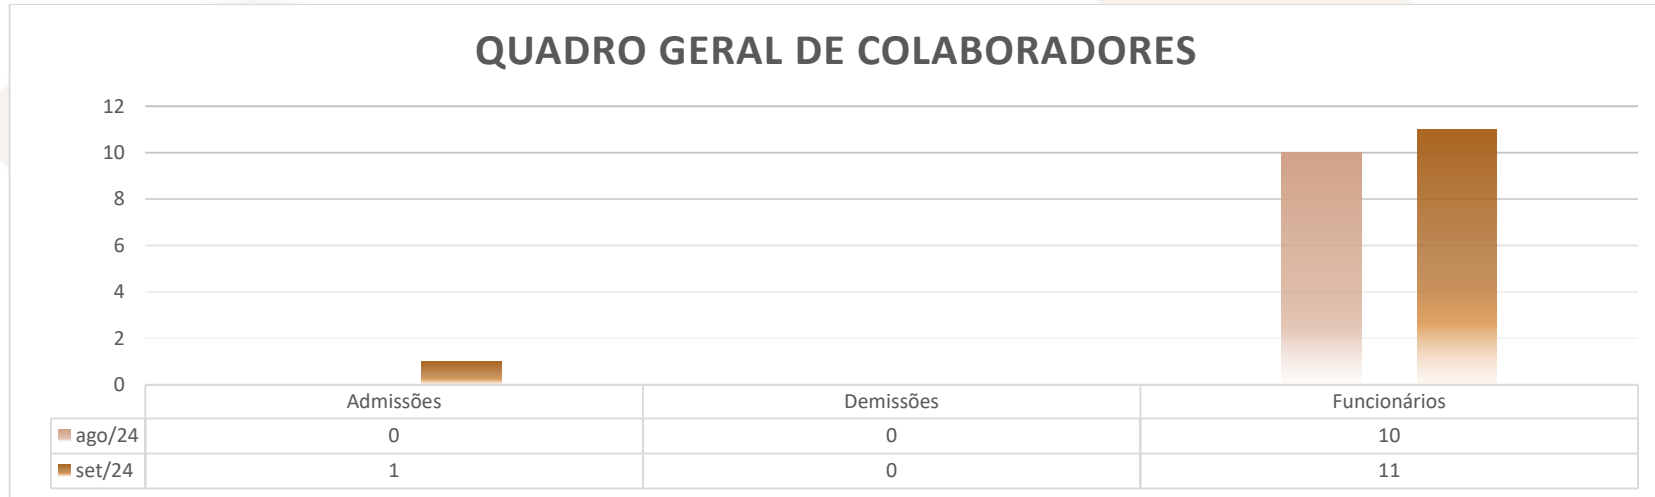 QUADRO GERAL DE COLABORADORES
12
10
8
6
4
2
0
Admissões Demissões Funcionários
ago/24 0 0 10
set/24 1 0 11